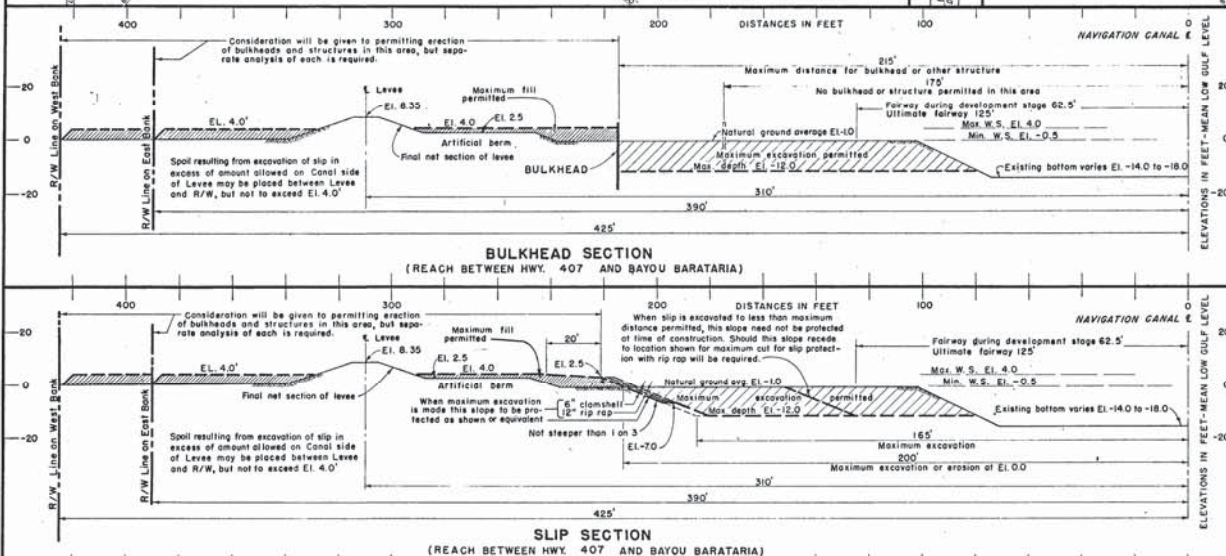 400
300
200
DISTANCES IN FEET
100
0
NAVIGATION CANAL ℄
Consideration will be given to permitting erection
of bulkheads and structures in this area, but sepa-
rate analysis of each is required.
215'
Maximum distance for bulkhead or other structure
175'
No bulkhead or structure permitted in this area
20
20
℄ Levee
El. 8.35
Maximum fill
permitted
Fairway during development stage 62.5'
Ultimate fairway 125'
EL. 4.0'
El. 4.0
El. 2.5
Natural ground average El.-1.0
Max. W.S. El. 4.0
Min. W.S. El. -0.5
0
0
Artificial berm
Final net section of levee
Spoil resulting from excavation of slip in
excess of amount allowed on Canal side
of Levee may be placed between Levee
and R/W, but not to exceed El. 4.0'
BULKHEAD
Maximum excavation permitted
Max. depth El. -12.0
Existing bottom varies El. -14.0 to -18.0
-20
-20
310'
390'
425'
R/W Line on West Bank
R/W Line on East Bank
ELEVATIONS IN FEET-MEAN LOW GULF LEVEL
BULKHEAD SECTION
(REACH BETWEEN HWY. 407 AND BAYOU BARATARIA)
400
300
200
DISTANCES IN FEET
100
0
NAVIGATION CANAL ℄
Consideration will be given to permitting erection
of bulkheads and structures in this area, but sepa-
rate analysis of each is required.
When slip is excavated to less than maximum
distance permitted, this slope need not be protected
at time of construction. Should this slope recede
to location shown for maximum cut for slip protect-
ion with rip rap will be required.
20
20
℄ Levee
El. 8.35
Maximum fill
permitted
20'
Fairway during development stage 62.5'
Ultimate fairway 125'
EL. 4.0'
El. 2.5
El. 4.0
El. 2.5
Natural ground avg. El.-1.0
Max. W.S. El. 4.0
Min. W.S. El. -0.5
0
0
Artificial berm
Final net section of levee
When maximum excavation
is made this slope to be pro-
tected as shown or equivalent
6" clamshell
12" rip rap
Maximum excavation permitted
Max. depth El. -12.0
Existing bottom varies El. -14.0 to -18.0
Not steeper than 1 on 3
El.-7.0
Spoil resulting from excavation of slip in
excess of amount allowed on Canal side
of Levee may be placed between Levee
and R/W, but not to exceed El. 4.0'
-20
-20
165'
Maximum excavation
200'
Maximum excavation or erosion at El. 0.0
310'
390'
425'
R/W Line on West Bank
R/W Line on East Bank
ELEVATIONS IN FEET-MEAN LOW GULF LEVEL
SLIP SECTION
(REACH BETWEEN HWY. 407 AND BAYOU BARATARIA)